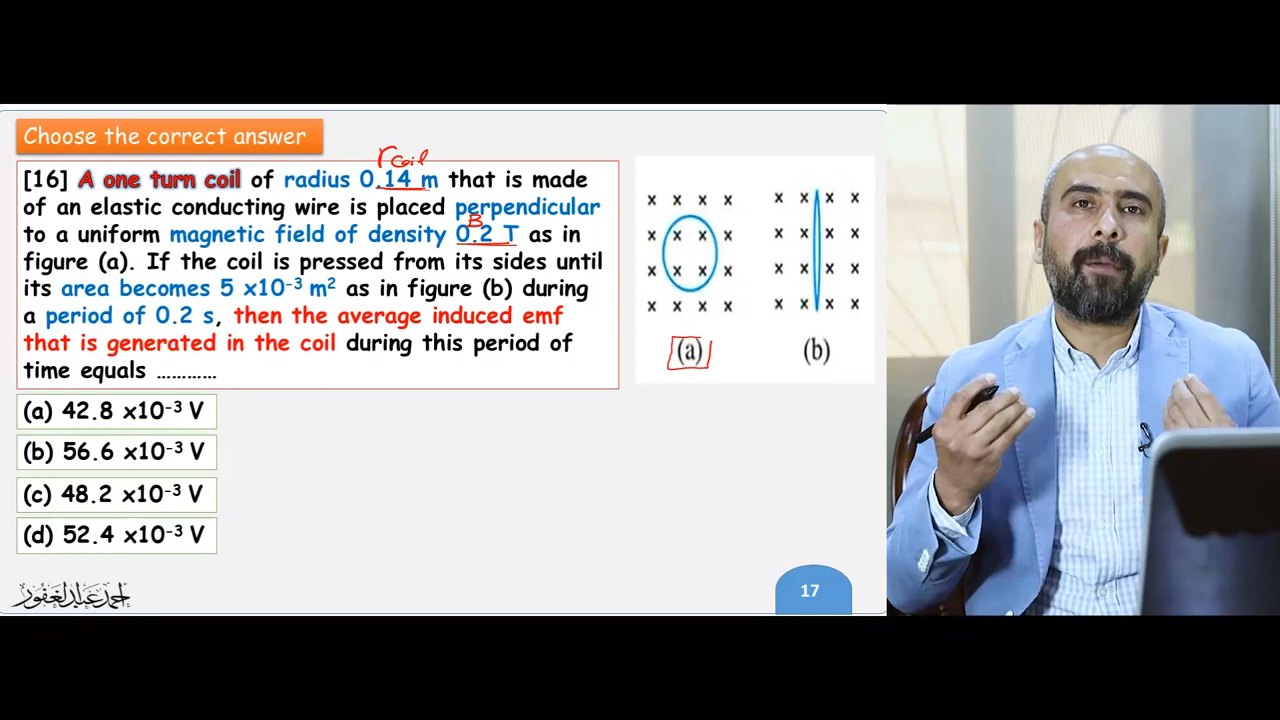 Choose the correct answer
r coil
[16] A one turn coil of radius 0.14 m that is made
of an elastic conducting wire is placed perpendicular
B
to a uniform magnetic field of density 0.2 T as in
figure (a). If the coil is pressed from its sides until
its area becomes 5 x10⁻³ m² as in figure (b) during
a period of 0.2 s, then the average induced emf
that is generated in the coil during this period of
time equals …………
x x x x
x x x x
x x x x
x x x x
(a)
x x x x
x x x x
x x x x
x x x x
(b)
(a) 42.8 x10⁻³ V
(b) 56.6 x10⁻³ V
(c) 48.2 x10⁻³ V
(d) 52.4 x10⁻³ V
احمد عبد الغفور
17